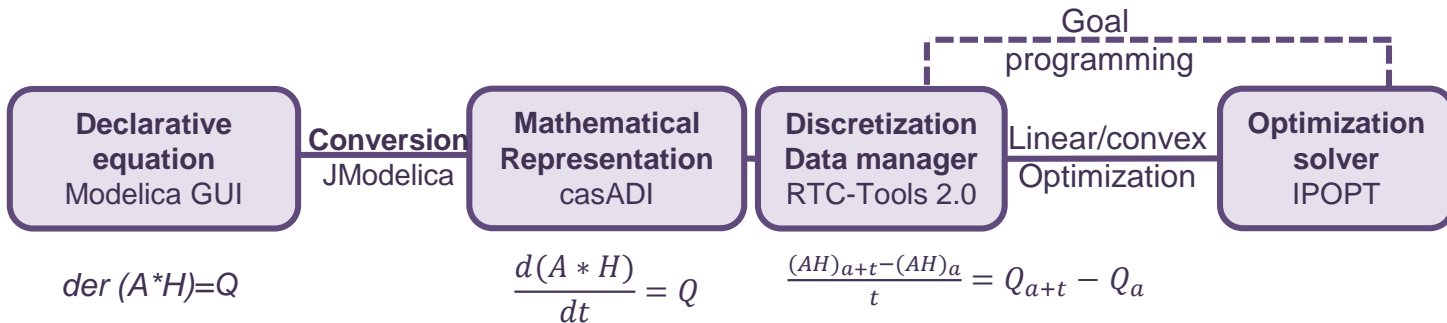 Goal
programming
Declarative
equation
Modelica GUI
Conversion
JModelica
Mathematical
Representation
casADI
Discretization
Data manager
RTC-Tools 2.0
Linear/convex
Optimization
Optimization
solver
IPOPT
der (A*H)=Q
d(A ∗ H)
dt
= Q
(AH)a+t−(AH)a
t
= Qa+t − Qa